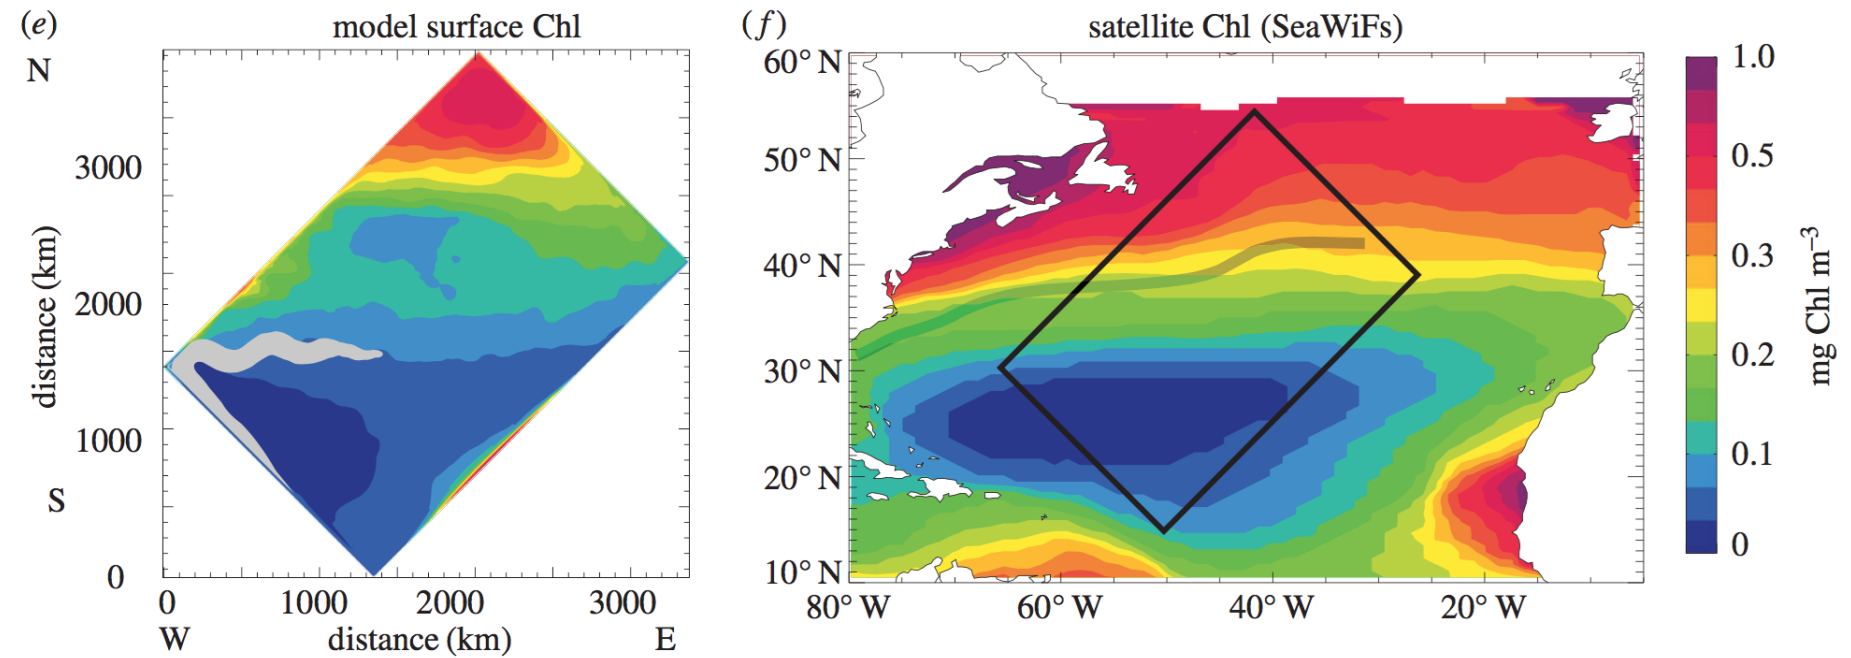 (e)
model surface Chl
N
3000
2000
1000
S
0
distance (km)
0
1000
2000
3000
W
distance (km)
E
(f)
satellite Chl (SeaWiFs)
60° N
50° N
40° N
30° N
20° N
10° N
80° W
60° W
40° W
20° W
1.0
0.5
0.3
0.2
0.1
0
mg Chl m⁻³